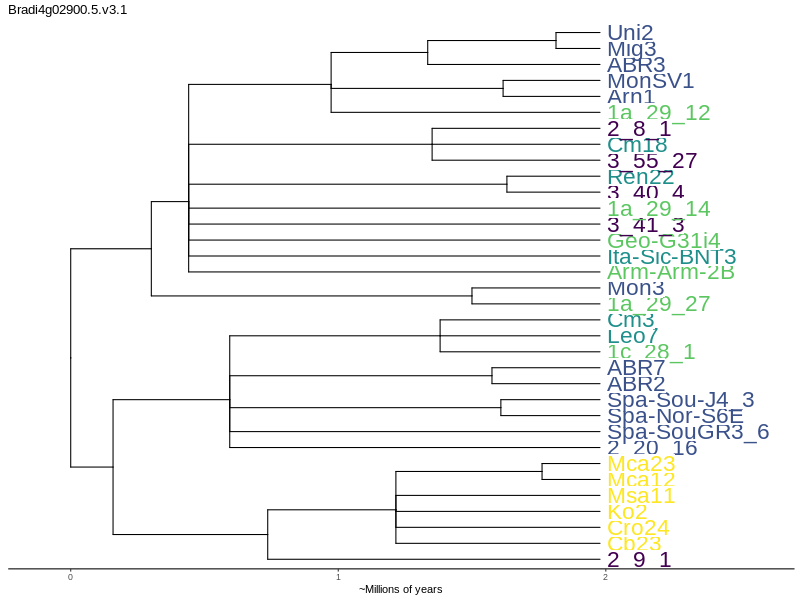 Bradi4g02900.5.v3.1
Uni2
Mig3
ABR3
MonSV1
Arn1
1a_29_12
2_8_1
Cm18
3_55_27
Ren22
3_40_4
1a_29_14
3_41_3
Geo-G31i4
Ita-Sic-BNT3
Arm-Arm-2B
Mon3
1a_29_27
Cm3
Leo7
1c_28_1
ABR7
ABR2
Spa-Sou-J4_3
Spa-Nor-S6E
Spa-SouGR3_6
2_20_16
Mca23
Mca12
Msa11
Ko2
Cro24
Cb23
2_9_1
0 1 2
~Millions of years